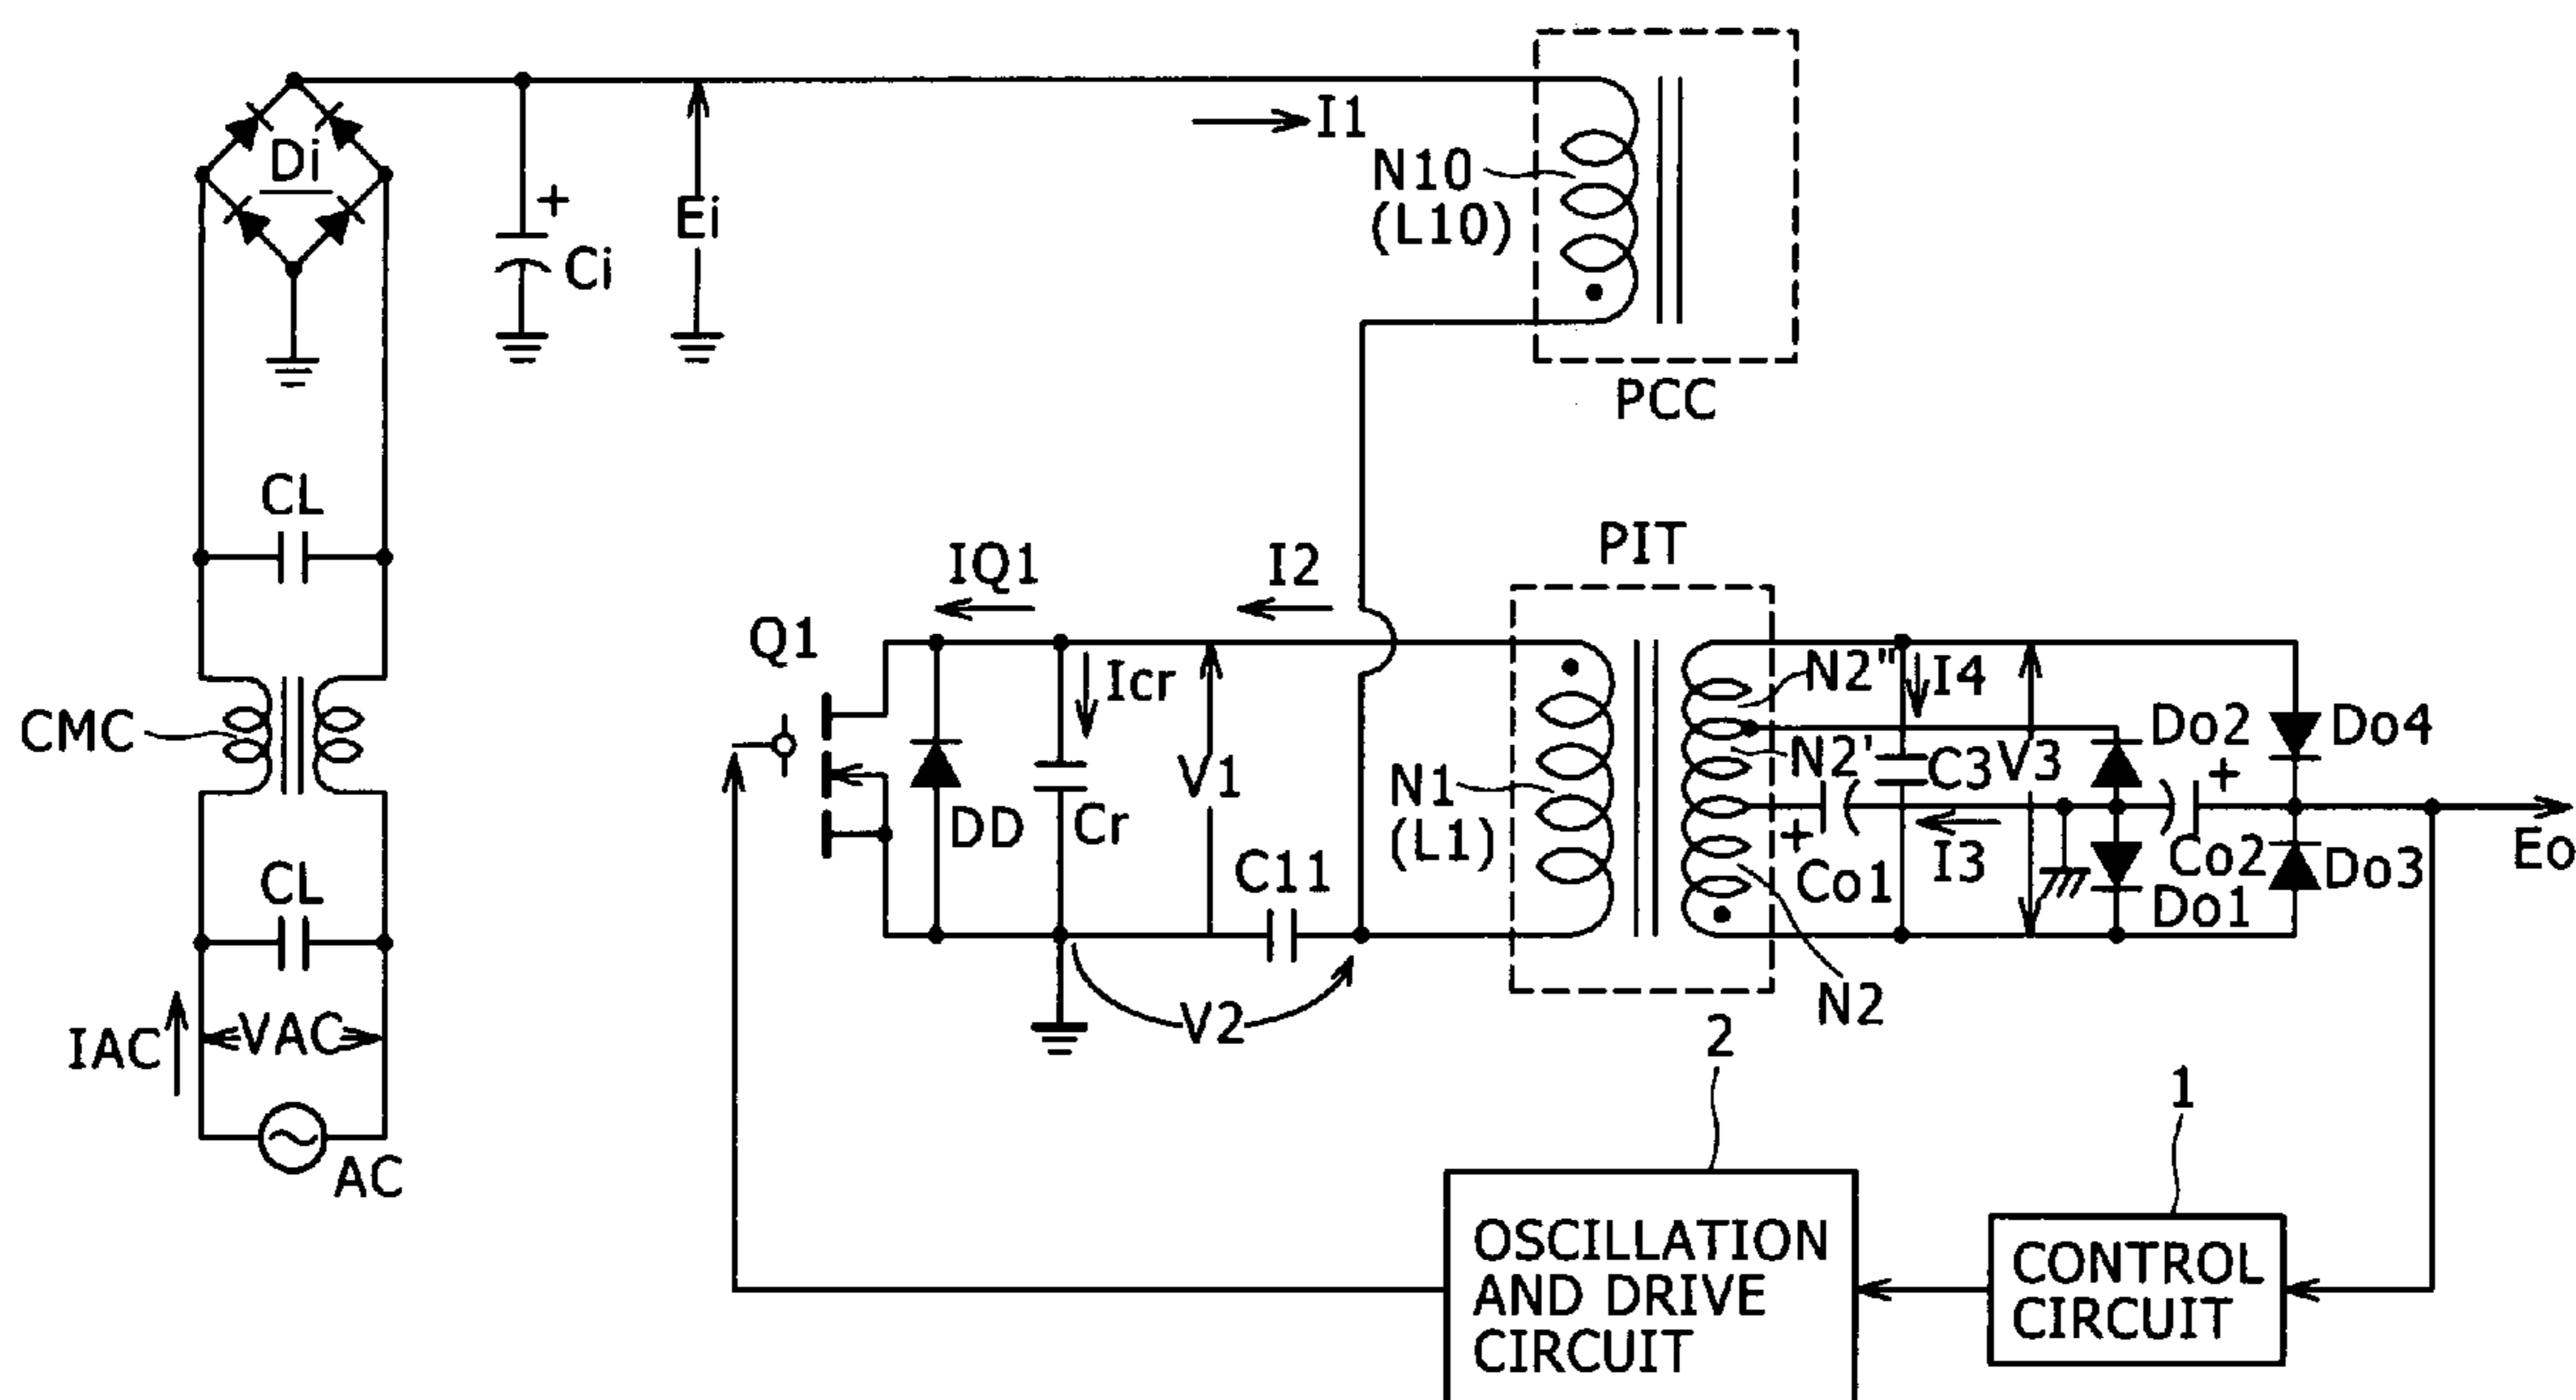 Di
+
Ci
Ei
I1
N10
(L10)
PCC
CL
CMC
CL
IAC
VAC
AC
Q1
IQ1
I2
Icr
DD
Cr
V1
C11
V2
PIT
N1
(L1)
N2"
N2'
N2
I4
C3
V3
Do2
Do4
+
+
Co1
I3
Do1
Co2
Do3
Eo
2
1
OSCILLATION
AND DRIVE
CIRCUIT
CONTROL
CIRCUIT